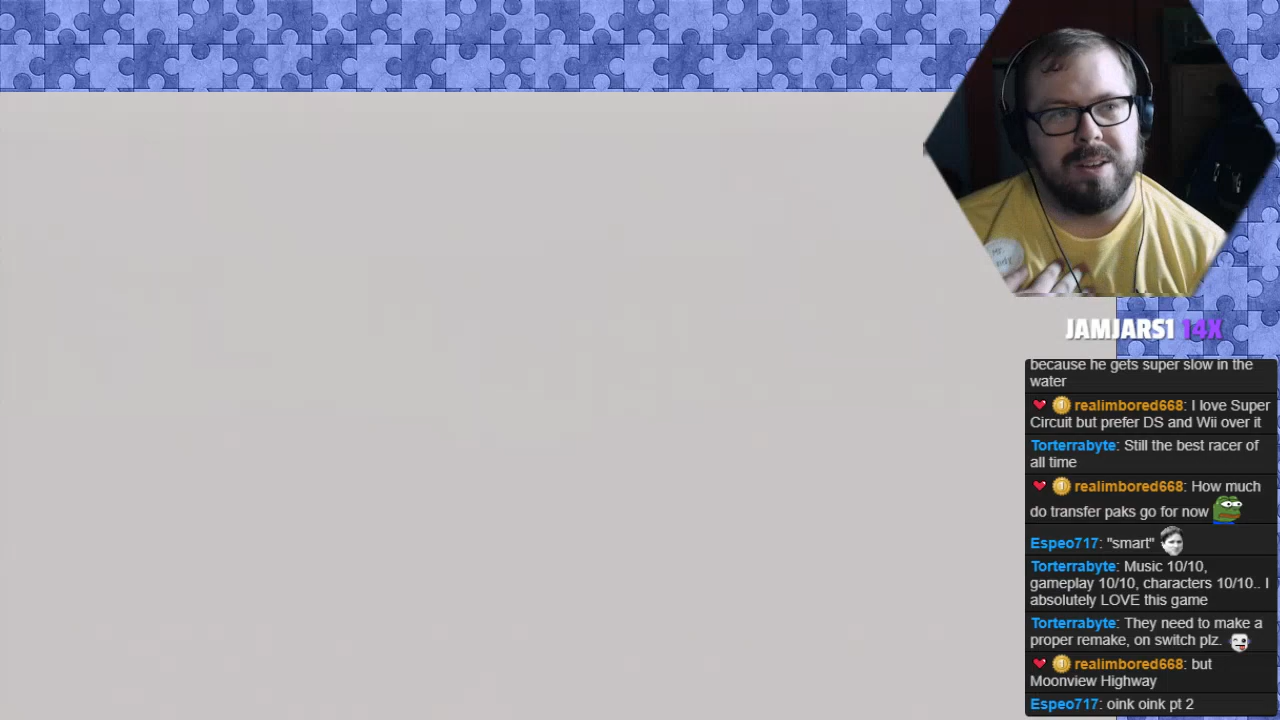 Mr.
JAMJARS1 14X
because he gets super slow in the
water
realimbored668: I love Super
Circuit but prefer DS and Wii over it
Torterrabyte: Still the best racer of
all time
realimbored668: How much
do transfer paks go for now
Espeo717: "smart"
Torterrabyte: Music 10/10,
gameplay 10/10, characters 10/10.. I
absolutely LOVE this game
Torterrabyte: They need to make a
proper remake, on switch plz.
realimbored668: but
Moonview Highway
Espeo717: oink oink pt 2